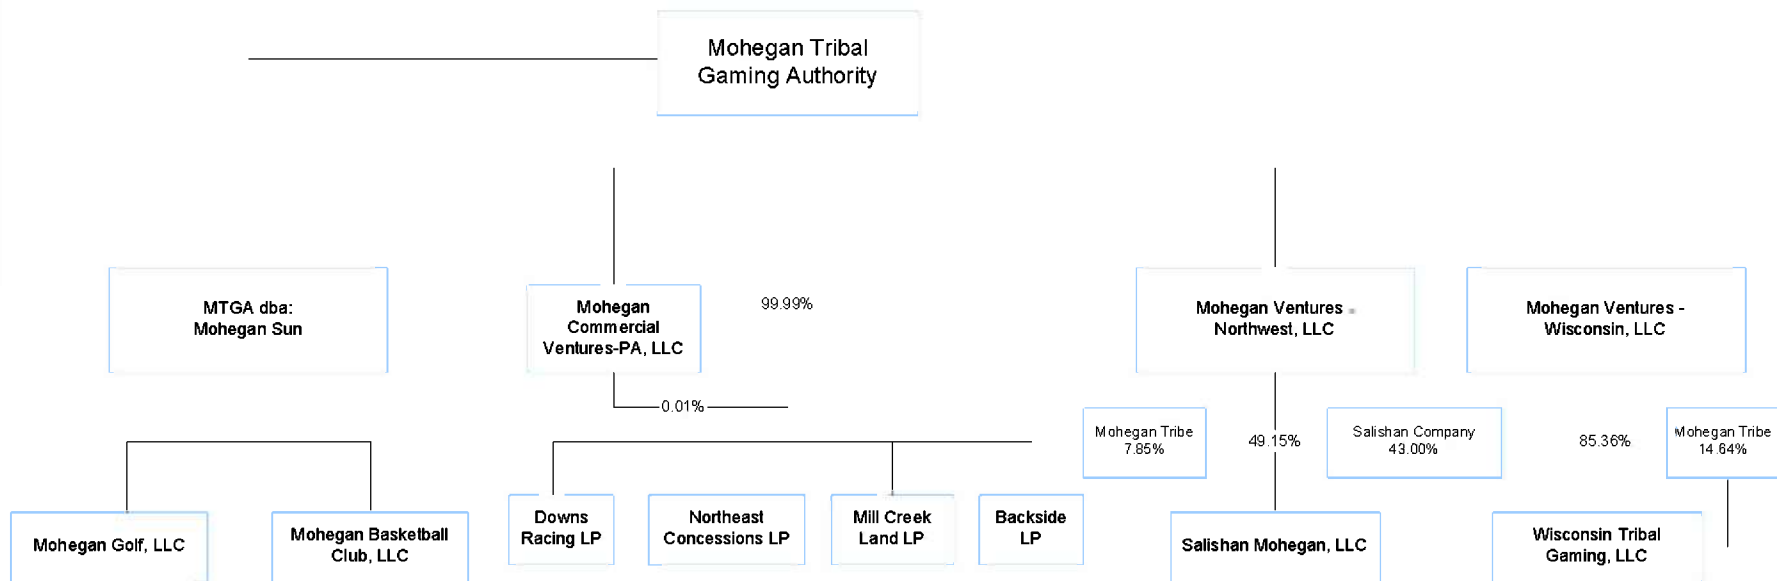 Mohegan Tribal
Gaming Authority
MTGA dba:
Mohegan Sun
Mohegan
Commercial
Ventures-PA, LLC
99.99%
Mohegan Ventures -
Northwest, LLC
Mohegan Ventures -
Wisconsin, LLC
0.01%
Mohegan Tribe
7.85%
49.15%
Salishan Company
43.00%
85.36%
Mohegan Tribe
14.64%
Mohegan Golf, LLC
Mohegan Basketball
Club, LLC
Downs
Racing LP
Northeast
Concessions LP
Mill Creek
Land LP
Backside
LP
Salishan Mohegan, LLC
Wisconsin Tribal
Gaming, LLC